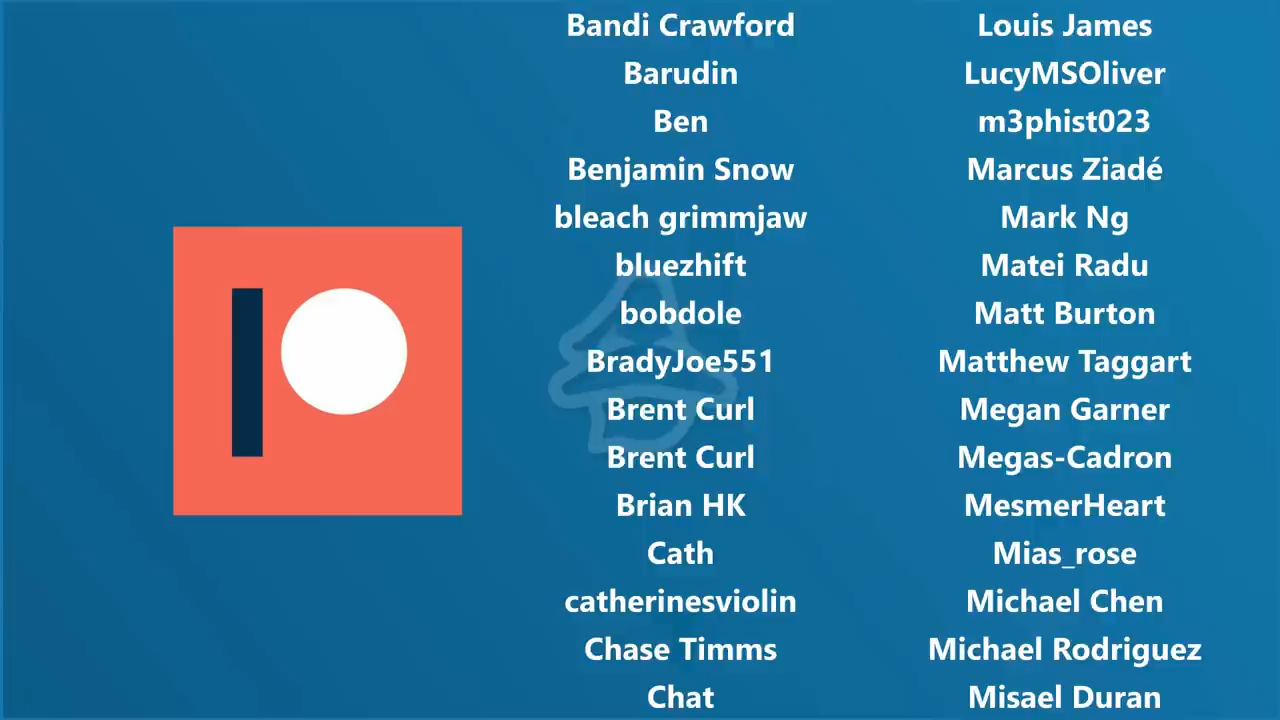 Bandi Crawford
Barudin
Ben
Benjamin Snow
bleach grimmjaw
bluezhift
bobdole
BradyJoe551
Brent Curl
Brent Curl
Brian HK
Cath
catherinesviolin
Chase Timms
Chat
Louis James
LucyMSOliver
m3phist023
Marcus Ziadé
Mark Ng
Matei Radu
Matt Burton
Matthew Taggart
Megan Garner
Megas-Cadron
MesmerHeart
Mias_rose
Michael Chen
Michael Rodriguez
Misael Duran